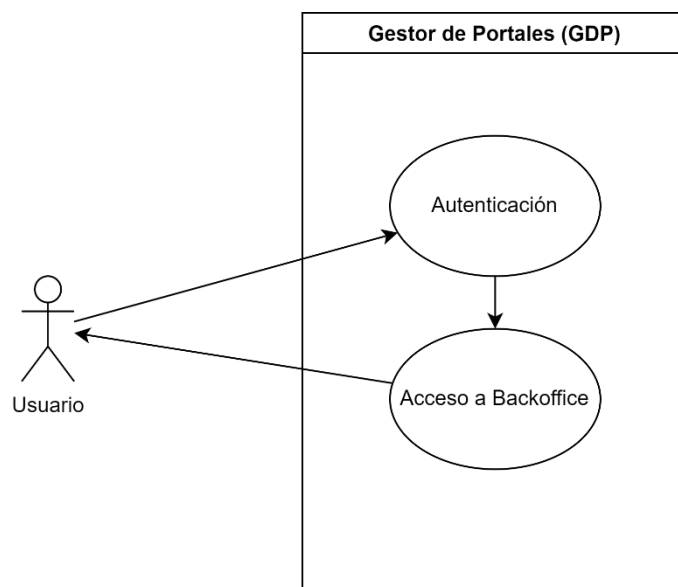 Gestor de Portales (GDP)
Autenticación
Acceso a Backoffice
Usuario